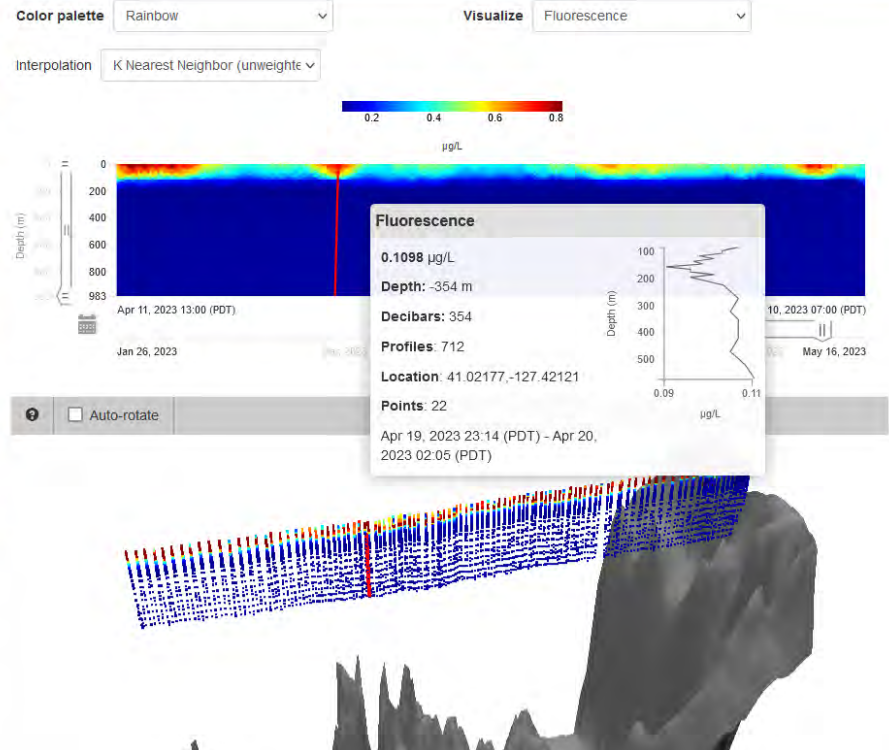 Color palette Rainbow Visualize Fluorescence
Interpolation K Nearest Neighbor (unweighte
0.2 0.4 0.6 0.8
µg/L
Depth (m)
0
200
400
600
800
983
Apr 11, 2023 13:00 (PDT) 10, 2023 07:00 (PDT)
Jan 26, 2023 May 16, 2023
Fluorescence
0.1098 µg/L
Depth: -354 m
Decibars: 354
Profiles: 712
Location: 41.02177,-127.42121
Points: 22
Apr 19, 2023 23:14 (PDT) - Apr 20,
2023 02:05 (PDT)
Depth (m)
100
200
300
400
500
0.09 0.11
µg/L
Auto-rotate